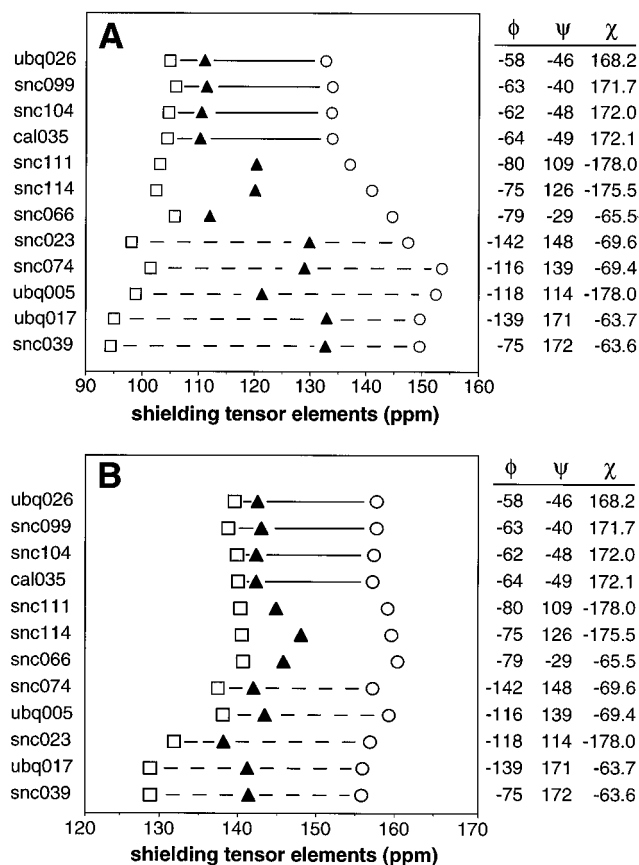 A
φ ψ χ
ubq026 -58 -46 168.2
snc099 -63 -40 171.7
snc104 -62 -48 172.0
cal035 -64 -49 172.1
snc111 -80 109 -178.0
snc114 -75 126 -175.5
snc066 -79 -29 -65.5
snc023 -142 148 -69.6
snc074 -116 139 -69.4
ubq005 -118 114 -178.0
ubq017 -139 171 -63.7
snc039 -75 172 -63.6
90 100 110 120 130 140 150 160
shielding tensor elements (ppm)
B
φ ψ χ
ubq026 -58 -46 168.2
snc099 -63 -40 171.7
snc104 -62 -48 172.0
cal035 -64 -49 172.1
snc111 -80 109 -178.0
snc114 -75 126 -175.5
snc066 -79 -29 -65.5
snc074 -142 148 -69.6
ubq005 -116 139 -69.4
snc023 -118 114 -178.0
ubq017 -139 171 -63.7
snc039 -75 172 -63.6
120 130 140 150 160 170
shielding tensor elements (ppm)